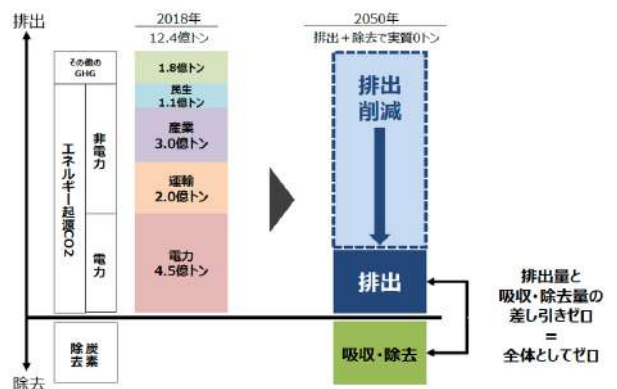 排出
2018年
12.4億トン
2050年
排出+除去で実質0トン
その他の
GHG
1.8億トン
エネルギー起源CO2
非電力
民生
1.1億トン
産業
3.0億トン
運輸
2.0億トン
電力
電力
4.5億トン
排出
削減
排出
排出量と
吸収・除去量の
差し引きゼロ
=
全体としてゼロ
炭素
除去
吸収・除去
除去